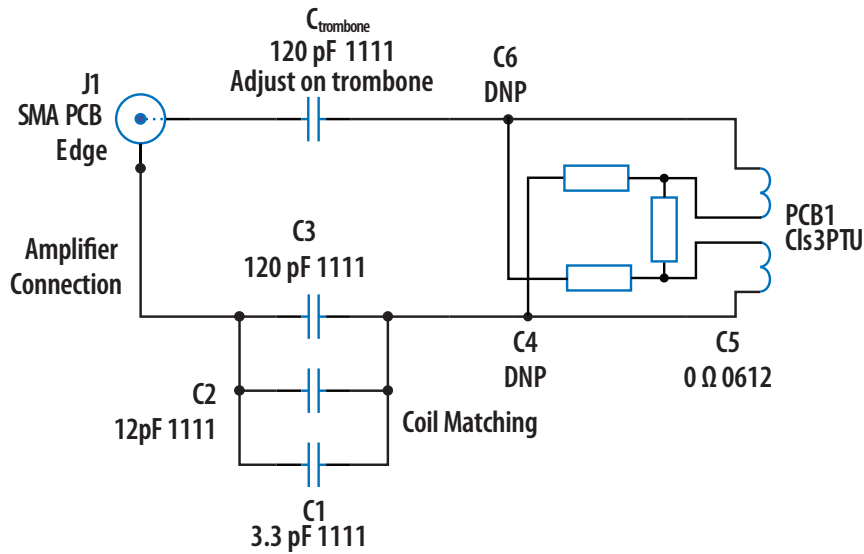 C_trombone
120 pF 1111
Adjust on trombone
C6
DNP
J1
SMA PCB
Edge
PCB1
Cls3PTU
Amplifier
Connection
C3
120 pF 1111
C4
DNP
C5
0 Ω 0612
C2
12pF 1111
Coil Matching
C1
3.3 pF 1111